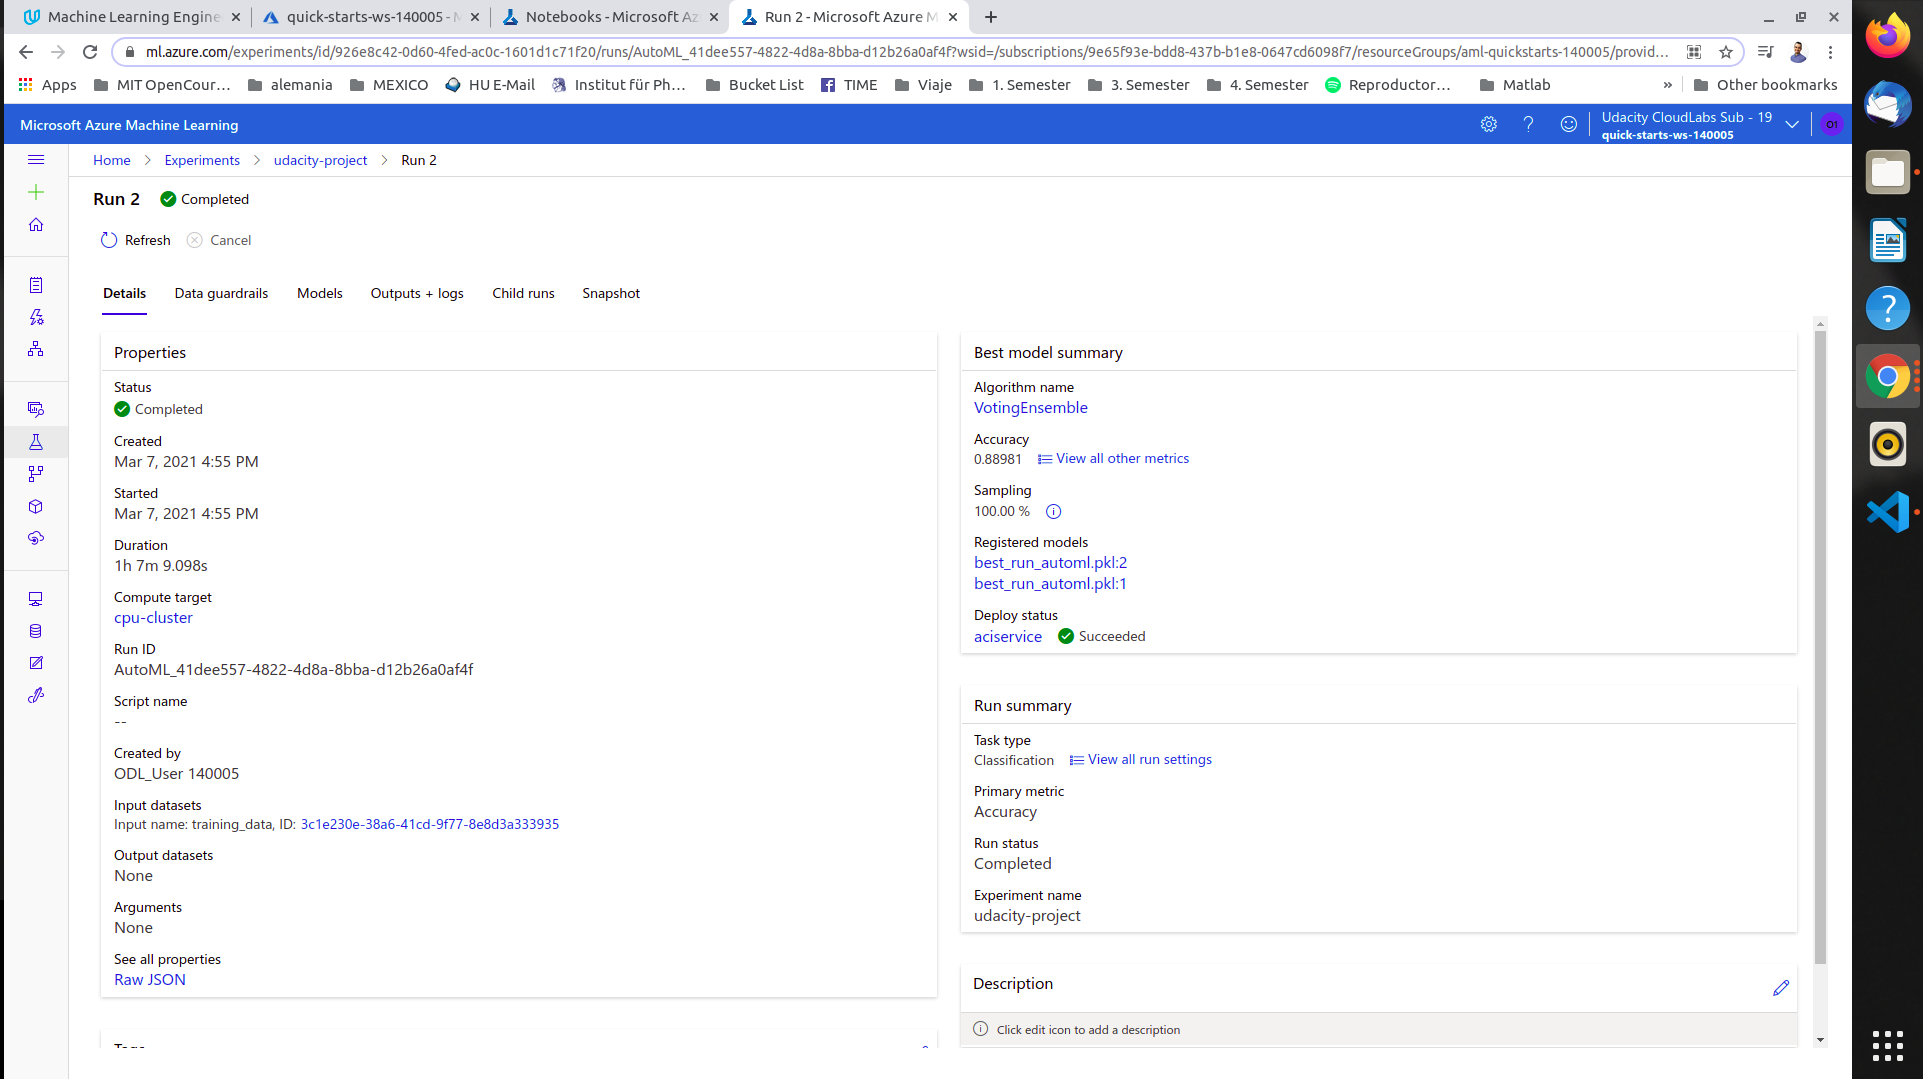 Machine Learning Engine
quick-starts-ws-140005 - M
Notebooks - Microsoft Az
Run 2 - Microsoft Azure M
ml.azure.com/experiments/id/926e8c42-0d60-4fed-ac0c-1601d1c71f20/runs/AutoML_41dee557-4822-4d8a-8bba-d12b26a0af4f?wsid=/subscriptions/9e65f93e-bdd8-437b-b1e8-0647cd6098f7/resourceGroups/aml-quickstarts-140005/provid...
Apps MIT OpenCour... alemania MEXICO HU E-Mail Institut für Ph... Bucket List TIME Viaje 1. Semester 3. Semester 4. Semester Reproductor... Matlab » Other bookmarks
Microsoft Azure Machine Learning
Udacity CloudLabs Sub - 19
quick-starts-ws-140005
O1
Home > Experiments > udacity-project > Run 2
Run 2 Completed
Refresh Cancel
Details Data guardrails Models Outputs + logs Child runs Snapshot
Properties
Status
Completed
Created
Mar 7, 2021 4:55 PM
Started
Mar 7, 2021 4:55 PM
Duration
1h 7m 9.098s
Compute target
cpu-cluster
Run ID
AutoML_41dee557-4822-4d8a-8bba-d12b26a0af4f
Script name
--
Created by
ODL_User 140005
Input datasets
Input name: training_data, ID: 3c1e230e-38a6-41cd-9f77-8e8d3a333935
Output datasets
None
Arguments
None
See all properties
Raw JSON
Best model summary
Algorithm name
VotingEnsemble
Accuracy
0.88981 View all other metrics
Sampling
100.00 %
Registered models
best_run_automl.pkl:2
best_run_automl.pkl:1
Deploy status
aciservice Succeeded
Run summary
Task type
Classification View all run settings
Primary metric
Accuracy
Run status
Completed
Experiment name
udacity-project
Description
Click edit icon to add a description